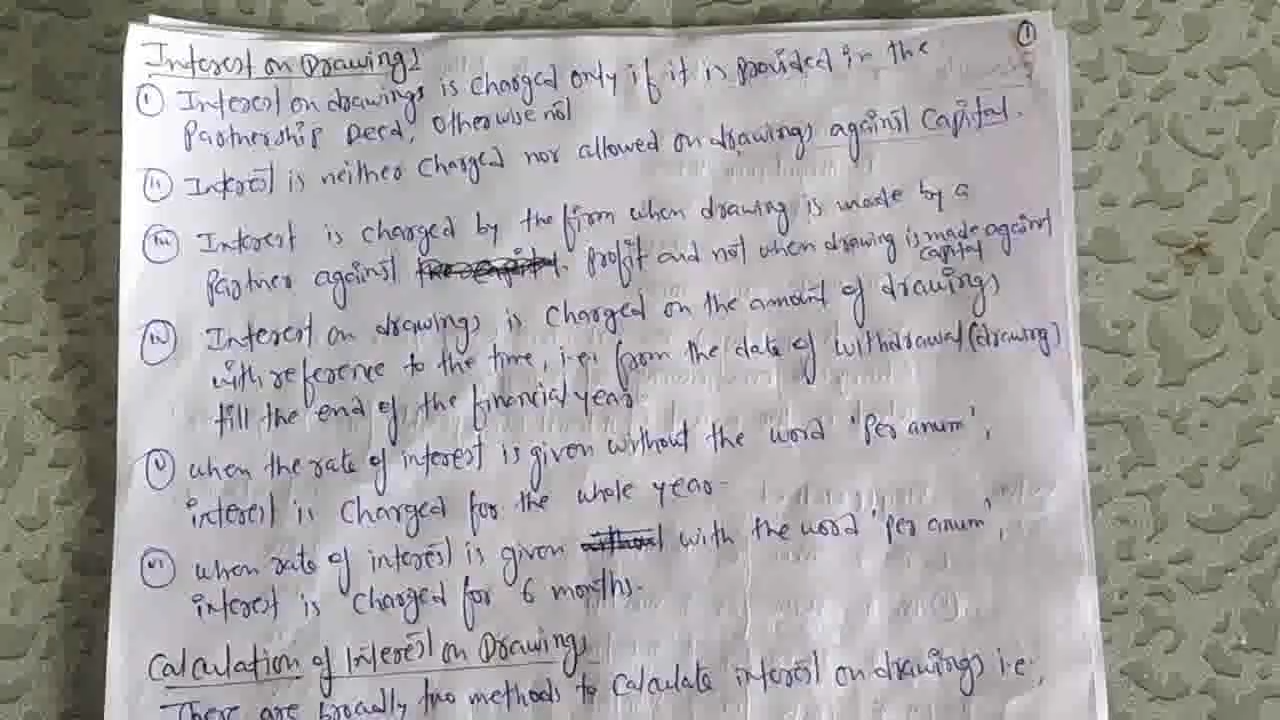 ①
Interest on Drawings
① Interest on drawings is charged only if it is provided in the
Partnership Deed, otherwise not
ⅱ Interest is neither charged nor allowed on drawings against Capital.
ⅲ Interest is charged by the firm when drawing is made by a
Partner against profit and not when drawing is made against
capital
ⅳ Interest on drawings is charged on the amount of drawings
with reference to the time, i.e. from the date of withdrawal (drawing)
till the end of the financial year.
ⅴ when the rate of interest is given without the word 'Per anum',
interest is charged for the whole year.
ⅵ when rate of interest is given with the word 'per anum',
interest is charged for 6 months.
Calculation of Interest on Drawings
There are broadly two methods to calculate interest on drawings i.e.